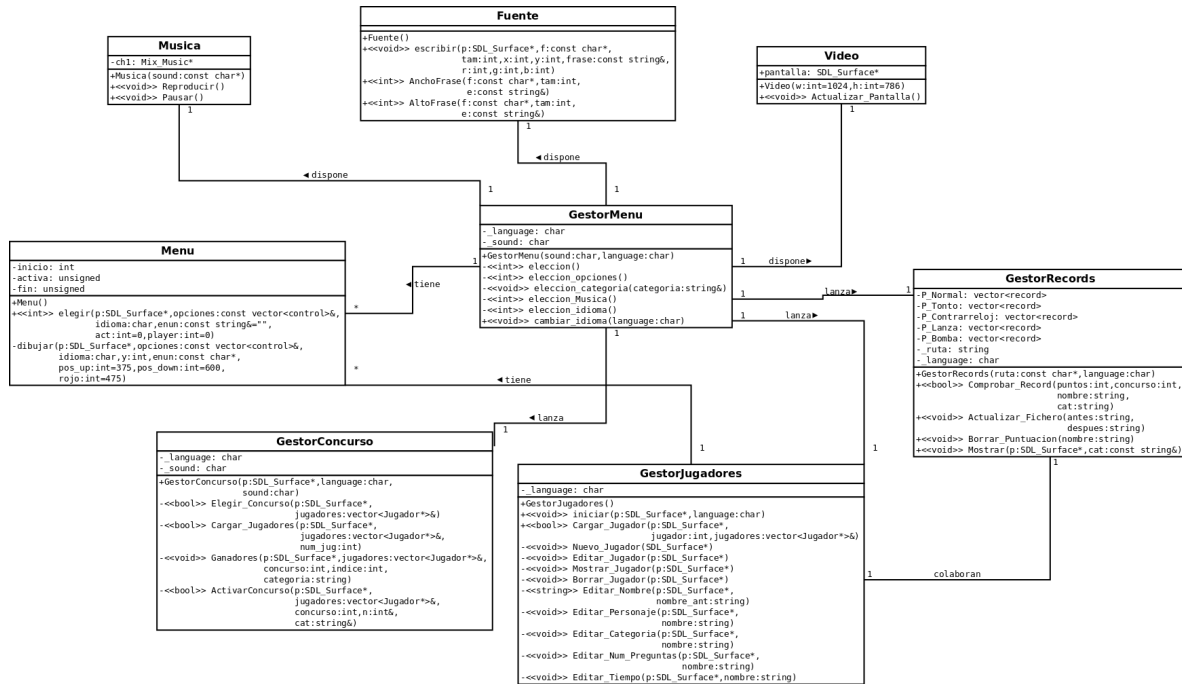 Fuente
+Fuente()
+<<void>> escribir(p:SDL_Surface*,f:const char*,
tam:int,x:int,y:int,frase:const string&,
r:int,g:int,b:int)
+<<int>> AnchoFrase(f:const char*,tam:int,
e:const string&)
+<<int>> AltoFrase(f:const char*,tam:int,
e:const string&)
1
Musica
-ch1: Mix_Music*
+Musica(sound:const char*)
+<<void>> Reproducir()
+<<void>> Pausar()
1
Video
+pantalla: SDL_Surface*
+Video(w:int=1024,h:int=786)
+<<void>> Actualizar_Pantalla()
1
◄ dispone
◄ dispone
1
1
GestorMenu
-_language: char
-_sound: char
+GestorMenu(sound:char,language:char)
-<<int>> eleccion()
-<<int>> eleccion_opciones()
-<<void>> eleccion_categoria(categoria:string&)
-<<int>> eleccion_Musica()
-<<int>> eleccion_idioma()
+<<void>> cambiar_idioma(language:char)
1
◄ tiene
*
1
dispone►
1
lanza►
1
1
lanza►
1
Menu
-inicio: int
-activa: unsigned
-fin: unsigned
+Menu()
+<<int>> elegir(p:SDL_Surface*,opciones:const vector<control>&,
idioma:char,enun:const string&="",
act:int=0,player:int=0)
-dibujar(p:SDL_Surface*,opciones:const vector<control>&,
idioma:char,y:int,enun:const char*,
pos_up:int=375,pos_down:int=600,
rojo:int=475)
*
◄ tiene
GestorRecords
-P_Normal: vector<record>
-P_Tonto: vector<record>
-P_Contrarreloj: vector<record>
-P_Lanza: vector<record>
-P_Bomba: vector<record>
-_ruta: string
-_language: char
+GestorRecords(ruta:const char*,language:char)
+<<bool>> Comprobar_Record(puntos:int,concurso:int,
nombre:string,
cat:string)
+<<void>> Actualizar_Fichero(antes:string,
despues:string)
+<<void>> Borrar_Puntuacion(nombre:string)
+<<void>> Mostrar(p:SDL_Surface*,cat:const string&)
1
◄ lanza
1
1
1
GestorConcurso
-_language: char
-_sound: char
+GestorConcurso(p:SDL_Surface*,language:char,
sound:char)
-<<bool>> Elegir_Concurso(p:SDL_Surface*,
jugadores:vector<Jugador*>&)
-<<bool>> Cargar_Jugadores(p:SDL_Surface*,
jugadores:vector<Jugador*>&,
num_jug:int)
-<<void>> Ganadores(p:SDL_Surface*,jugadores:vector<Jugador*>&,
concurso:int,indice:int,
categoria:string)
-<<bool>> ActivarConcurso(p:SDL_Surface*,
jugadores:vector<Jugador*>&,
concurso:int,n:int&,
cat:string&)
GestorJugadores
-_language: char
+GestorJugadores()
+<<void>> iniciar(p:SDL_Surface*,language:char)
+<<bool>> Cargar_Jugador(p:SDL_Surface*,
jugador:int,jugadores:vector<Jugador*>&)
-<<void>> Nuevo_Jugador(SDL_Surface*)
-<<void>> Editar_Jugador(p:SDL_Surface*)
-<<void>> Mostrar_Jugador(p:SDL_Surface*)
-<<void>> Borrar_Jugador(p:SDL_Surface*)
-<<string>> Editar_Nombre(p:SDL_Surface*,
nombre_ant:string)
-<<void>> Editar_Personaje(p:SDL_Surface*,
nombre:string)
-<<void>> Editar_Categoria(p:SDL_Surface*,
nombre:string)
-<<void>> Editar_Num_Preguntas(p:SDL_Surface*,
nombre:string)
-<<void>> Editar_Tiempo(p:SDL_Surface*,nombre:string)
1
colaboran